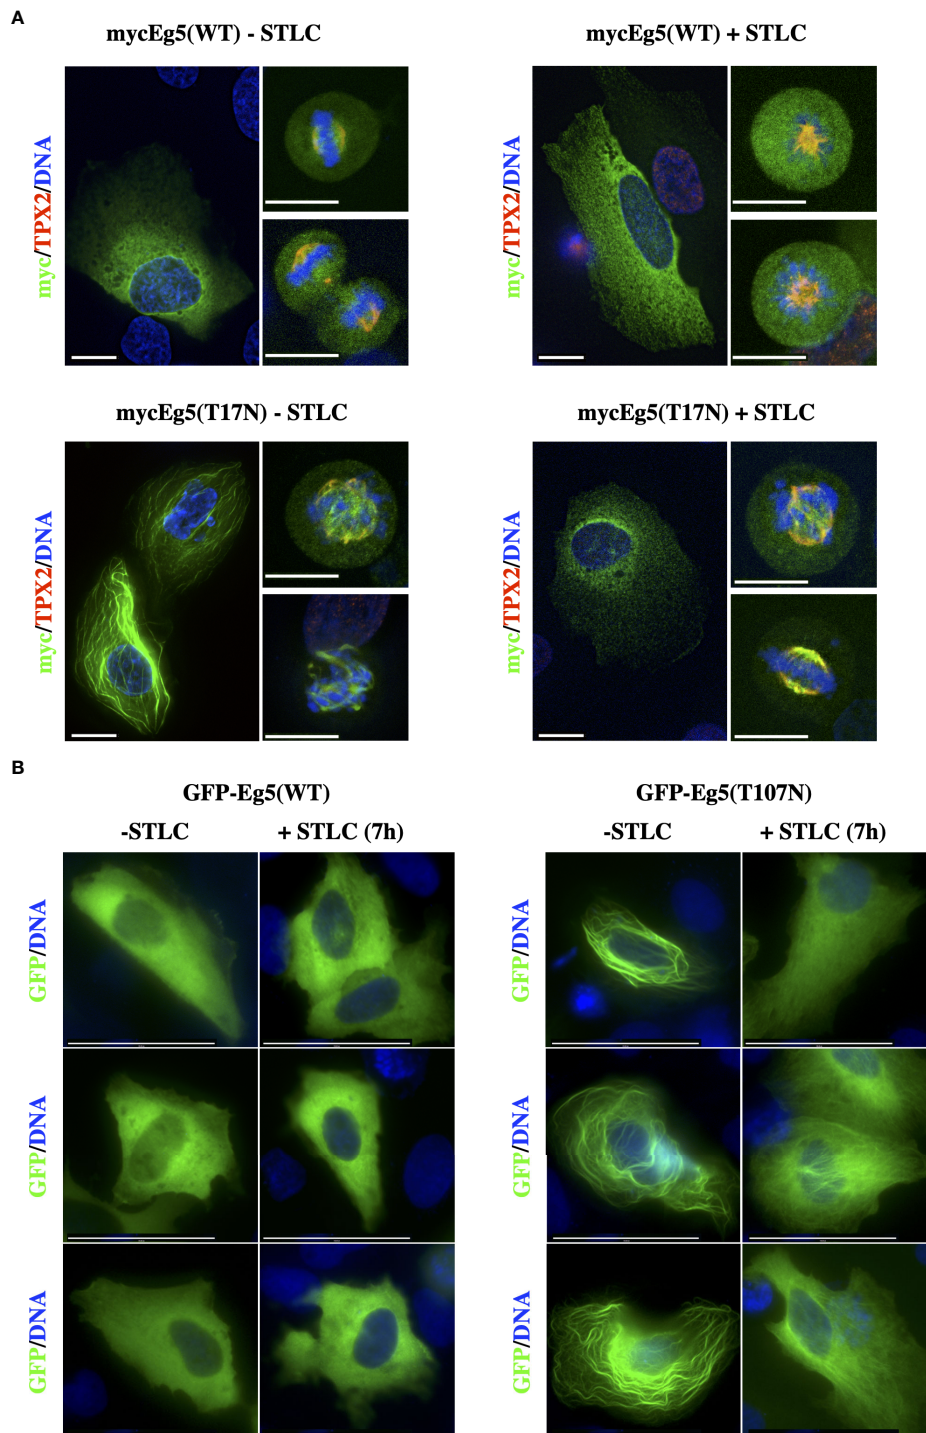 A
mycEg5(WT) - STLC
mycEg5(WT) + STLC
myc/TPX2/DNA
myc/TPX2/DNA
mycEg5(T17N) - STLC
mycEg5(T17N) + STLC
myc/TPX2/DNA
myc/TPX2/DNA
B
GFP-Eg5(WT)
GFP-Eg5(T107N)
-STLC
+ STLC (7h)
-STLC
+ STLC (7h)
GFP/DNA
GFP/DNA
GFP/DNA
GFP/DNA
GFP/DNA
GFP/DNA